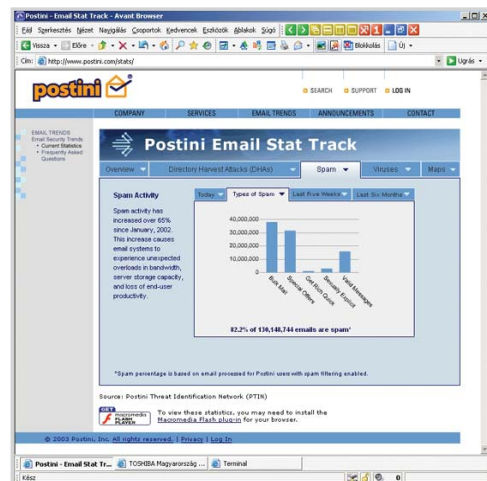 Postini - Email Stat Track - Avant Browser
Fájl Szerkesztés Nézet Navigálás Csoportok Kedvencek Eszközök Ablakok Súgó
Vissza Előre Blokkolás Új
Cím: http://www.postini.com/stats/ Ugrás
postini
SEARCH SUPPORT LOG IN
COMPANY SERVICES EMAIL TRENDS ANNOUNCEMENTS CONTACT
EMAIL TRENDS
Email Security Trends
• Current Statistics
• Frequently Asked
Questions
Postini Email Stat Track
Overview Directory Harvest Attacks (DHAs) Spam Viruses Maps
Today Types of Spam Last Five Weeks Last Six Months
Spam Activity
Spam activity has
increased over 65%
since January, 2002.
This increase causes
email systems to
experience unexpected
overloads in bandwidth,
server storage capacity,
and loss of end-user
productivity.
40,000,000
30,000,000
20,000,000
10,000,000
0
Bulk Mail
Special Offers
Get Rich Quick
Sexually Explicit
Valid Messages
82.2% of 130,148,744 emails are spam*
*Spam percentage is based on email processed for Postini users with spam filtering enabled.
Source: Postini Threat Identification Network (PTIN)
GET
macromedia
FLASH
PLAYER
To view these statistics, you may need to install the
Macromedia Flash plug-in for your browser.
© 2003 Postini, Inc. All rights reserved. | Privacy | Log In
Postini - Email Stat Tr... TOSHIBA Magyarország ... Terminal
Kész 0